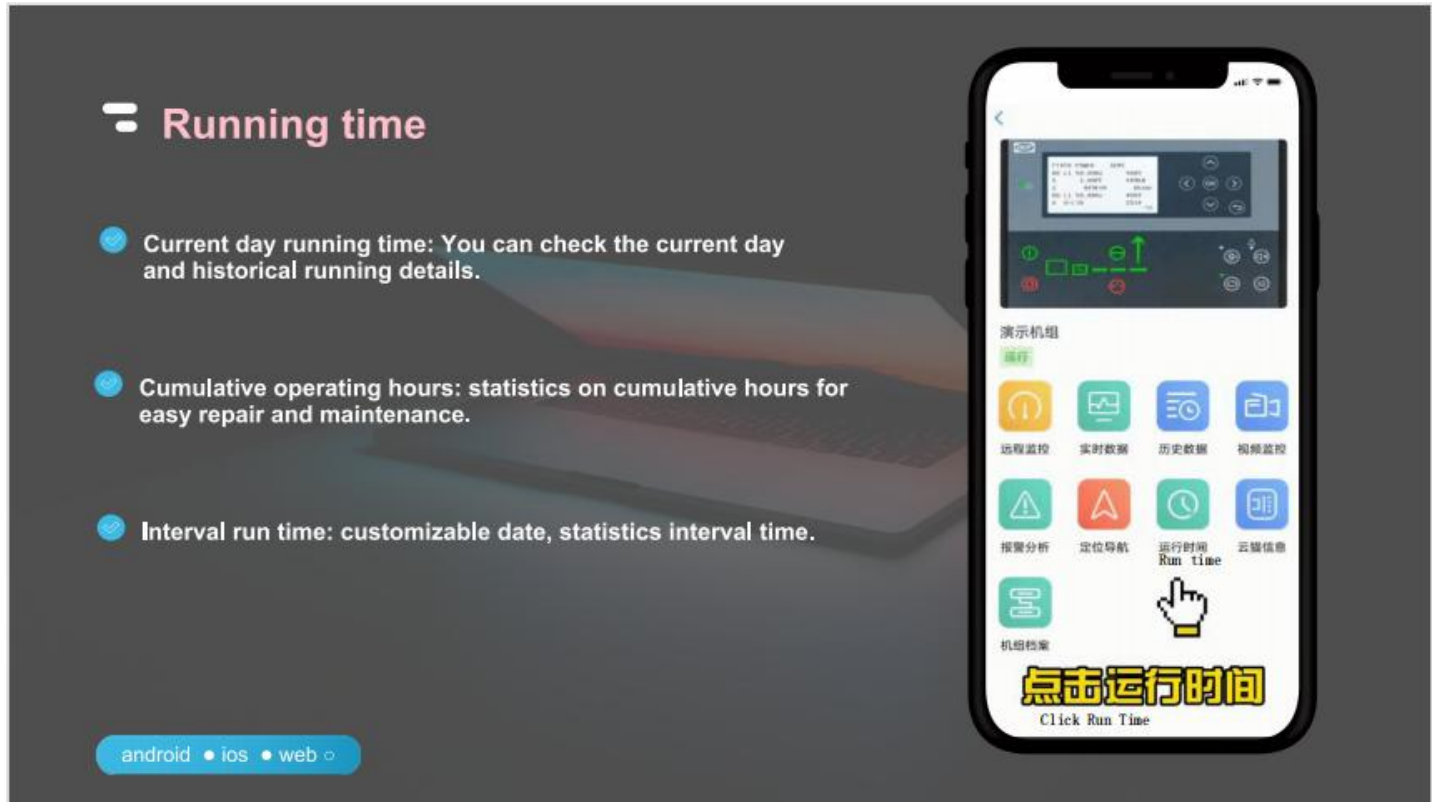 Running time
Current day running time: You can check the current day
and historical running details.
Cumulative operating hours: statistics on cumulative hours for
easy repair and maintenance.
Interval run time: customizable date, statistics interval time.
android ● ios ● web ○
演示机组
运行
远程监控 实时数据 历史数据 视频监控
报警分析 定位导航 运行时间 云猫信息
Run time
机组档案
点击运行时间
Click Run Time